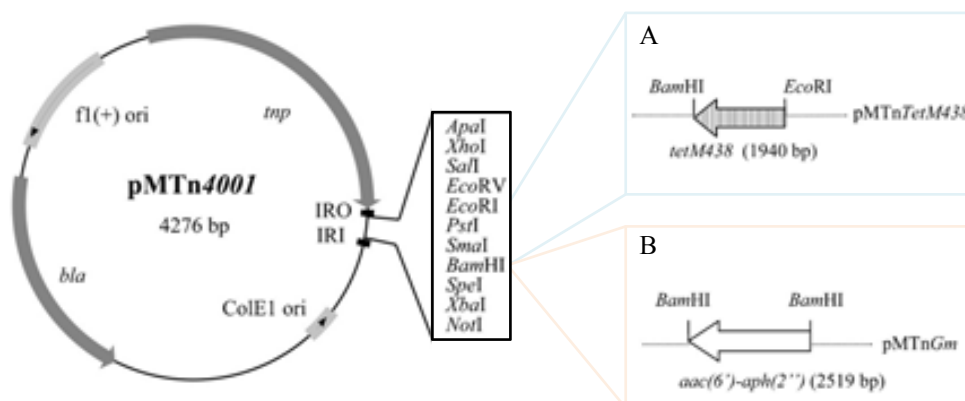 f1(+) ori
tnp
pMTn4001
4276 bp
bla
IRO
IRI
ColE1 ori
ApaI
XhoI
SalI
EcoRV
EcoRI
PstI
SmaI
BamHI
SpeI
XbaI
NotI
A
BamHI EcoRI
pMTnTetM438
tetM438 (1940 bp)
B
BamHI BamHI
pMTnGm
aac(6’)-aph(2’’) (2519 bp)